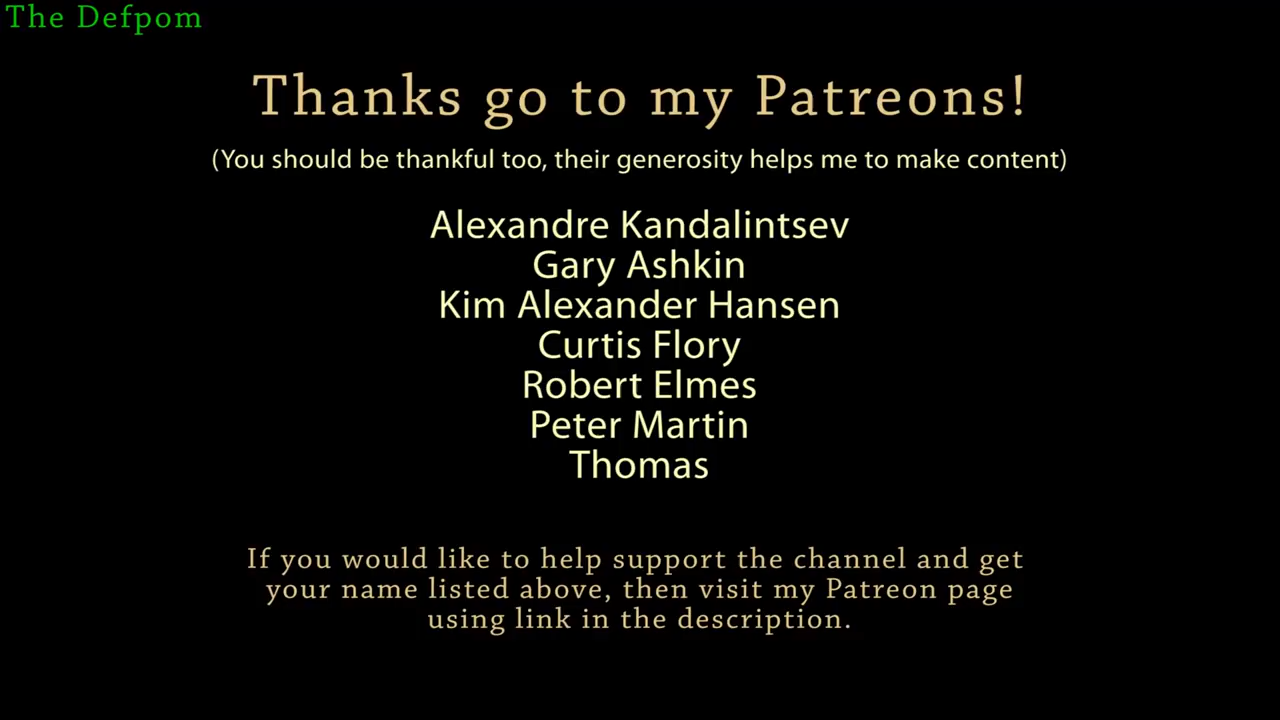 The Defpom
Thanks go to my Patreons!
(You should be thankful too, their generosity helps me to make content)
Alexandre Kandalintsev
Gary Ashkin
Kim Alexander Hansen
Curtis Flory
Robert Elmes
Peter Martin
Thomas
If you would like to help support the channel and get
your name listed above, then visit my Patreon page
using link in the description.